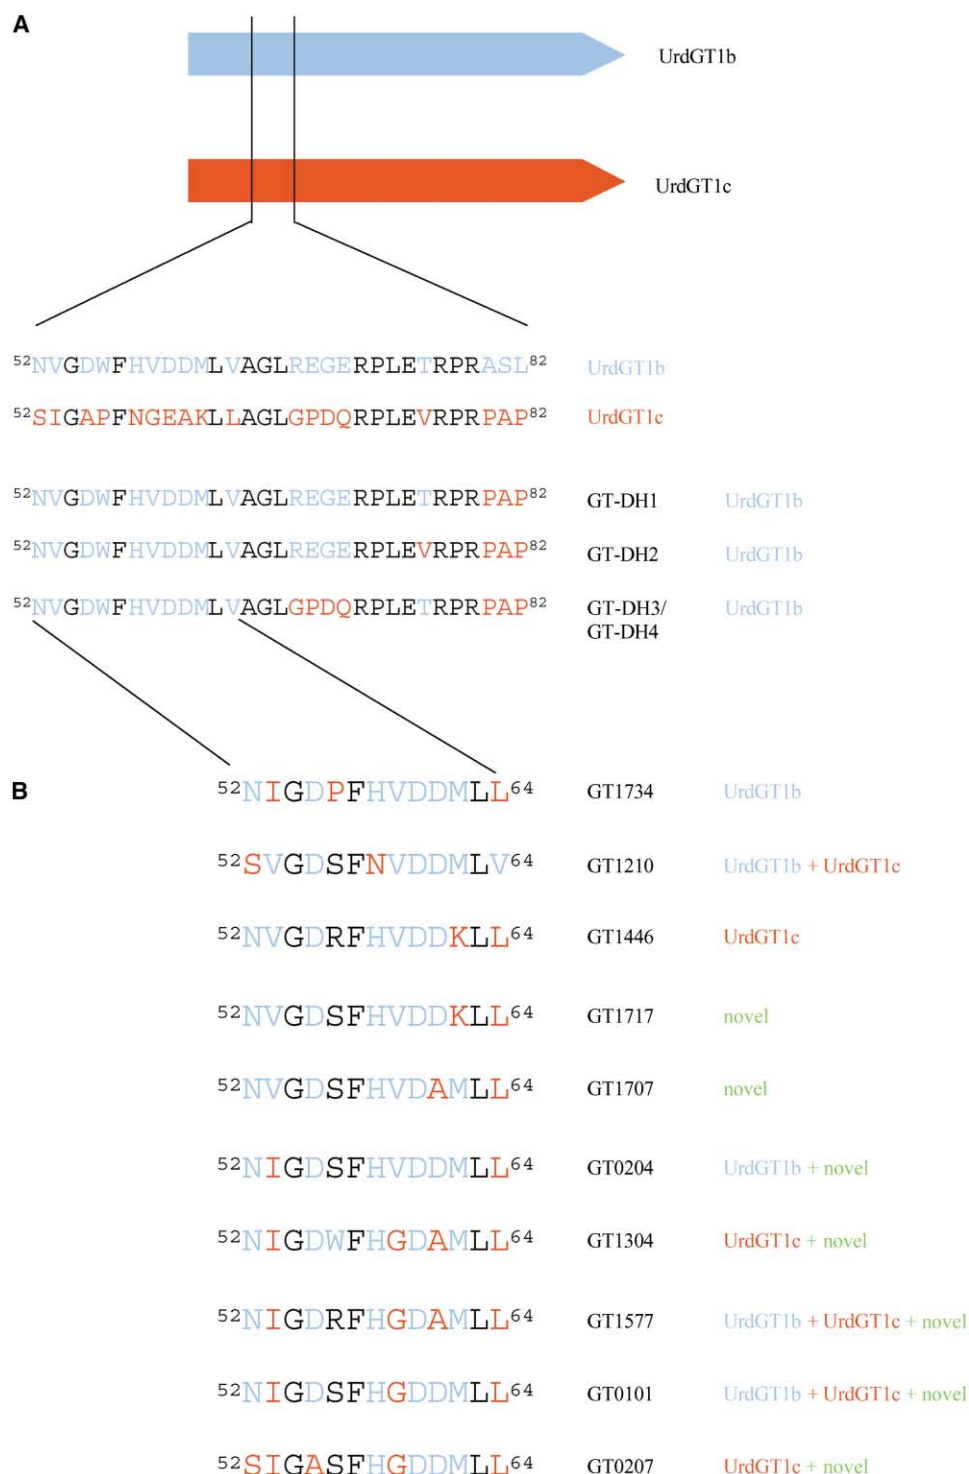 A
UrdGT1b
UrdGT1c
52NVGDWFHVDDMLVAGLREGERPLETRPRASL82 UrdGT1b
52SIGAPFNGEAKLLAGLGPDQRPLEVRPRPAP82 UrdGT1c
52NVGDWFHVDDMLVAGLREGERPLETRPRPAP82 GT-DH1 UrdGT1b
52NVGDWFHVDDMLVAGLREGERPLEVRPRPAP82 GT-DH2 UrdGT1b
52NVGDWFHVDDMLVAGLGPDQRPLETRPRPAP82 GT-DH3/ UrdGT1b
GT-DH4
B
52NIGDPFHVDDMLL64 GT1734 UrdGT1b
52SVGDSFNVDDMLV64 GT1210 UrdGT1b + UrdGT1c
52NVGDRFHVDDKLL64 GT1446 UrdGT1c
52NVGDSFHVDDKLL64 GT1717 novel
52NVGDSFHVDAMLL64 GT1707 novel
52NIGDSFHVDDMLL64 GT0204 UrdGT1b + novel
52NIGDWFHGDAMLL64 GT1304 UrdGT1c + novel
52NIGDRFHGDAMLL64 GT1577 UrdGT1b + UrdGT1c + novel
52NIGDSFHGDDMLL64 GT0101 UrdGT1b + UrdGT1c + novel
52SIGASFHGDDMLL64 GT0207 UrdGT1c + novel